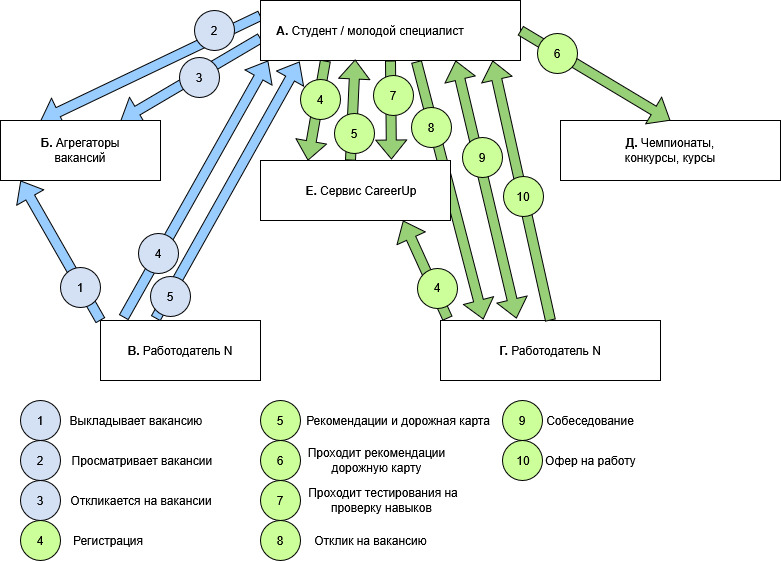 А. Студент / молодой специалист
2
3
6
4
7
5
8
Б. Агрегаторы
вакансий
Д. Чемпионаты,
конкурсы, курсы
9
Е. Сервис CareerUp
10
4
1
5
4
В. Работодатель N
Г. Работодатель N
1 Выкладывает вакансию
2 Просматривает вакансии
3 Откликается на вакансии
4 Регистрация
5 Рекомендации и дорожная карта
6 Проходит рекомендации
дорожную карту
7 Проходит тестирования на
проверку навыков
8 Отклик на вакансию
9 Собеседование
10 Офер на работу